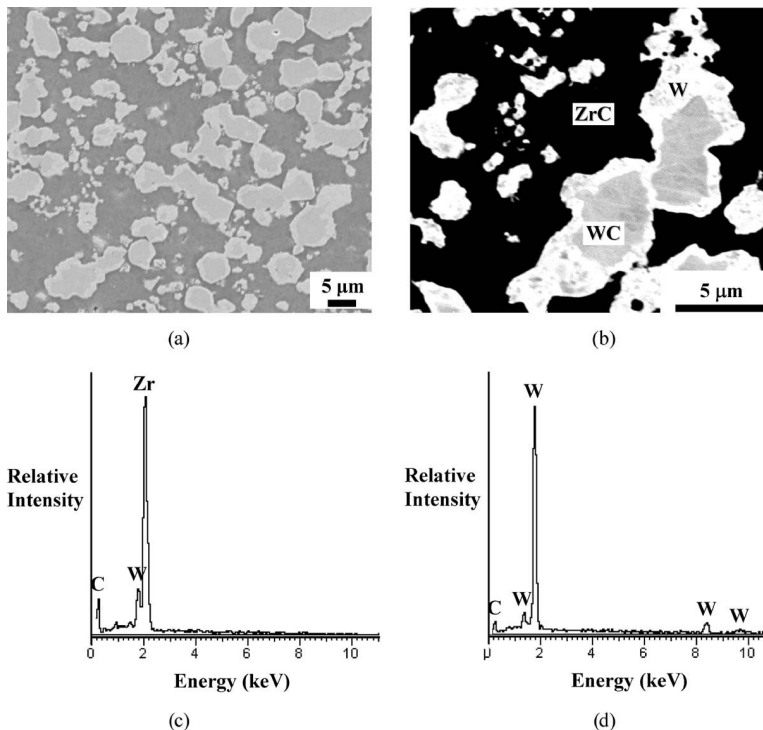 5 μm
(a)
W
ZrC
WC
5 μm
(b)
Zr
Relative
Intensity
C
W
0
2
4
6
8
10
Energy (keV)
(c)
W
Relative
Intensity
C
W
W
W
μ
2
4
6
8
10
Energy (keV)
(d)